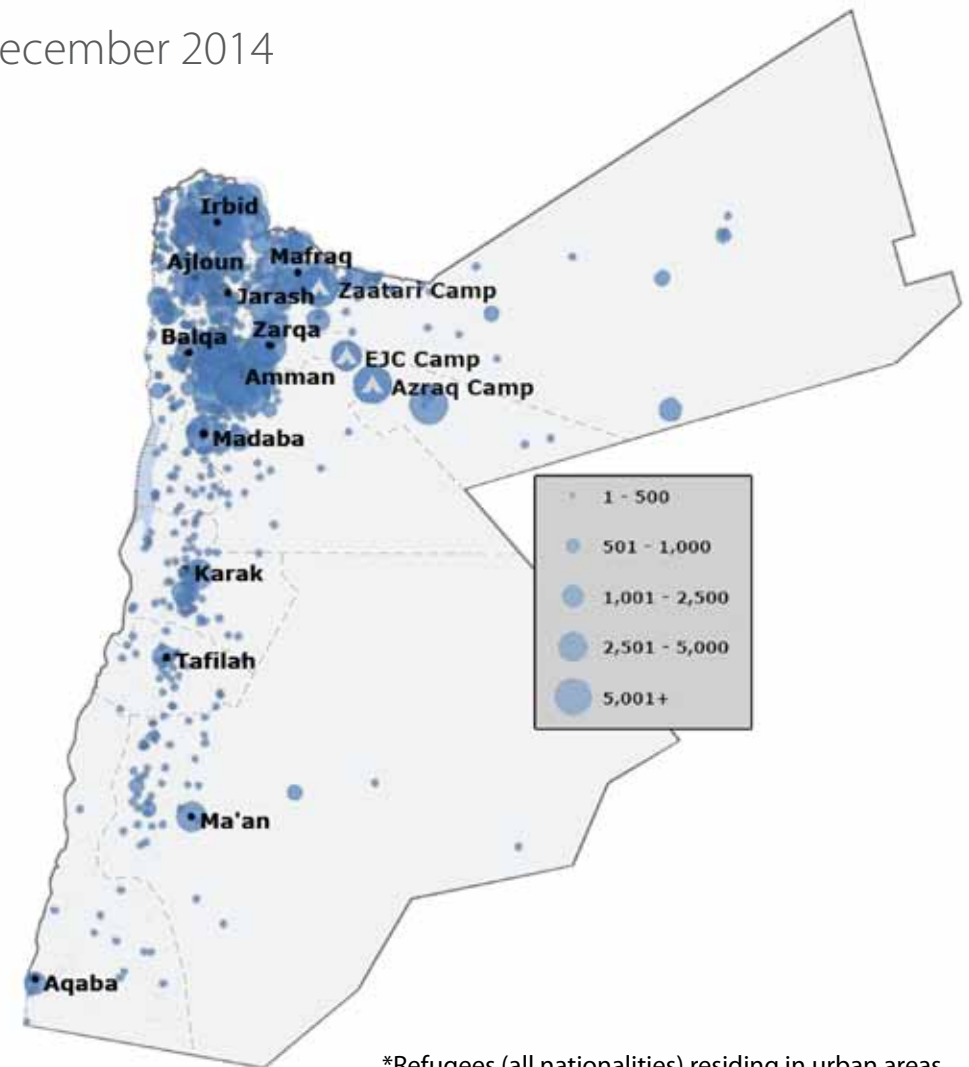 ecember 2014
Irbid
Ajloun
Mafraq
Jarash
Zaatari Camp
Balqa
Zarqa
EJC Camp
Amman
Azraq Camp
Madaba
1 - 500
501 - 1,000
Karak
1,001 - 2,500
2,501 - 5,000
Tafilah
5,001+
Ma'an
Aqaba
*Refugees (all nationalities) residing in urban areas